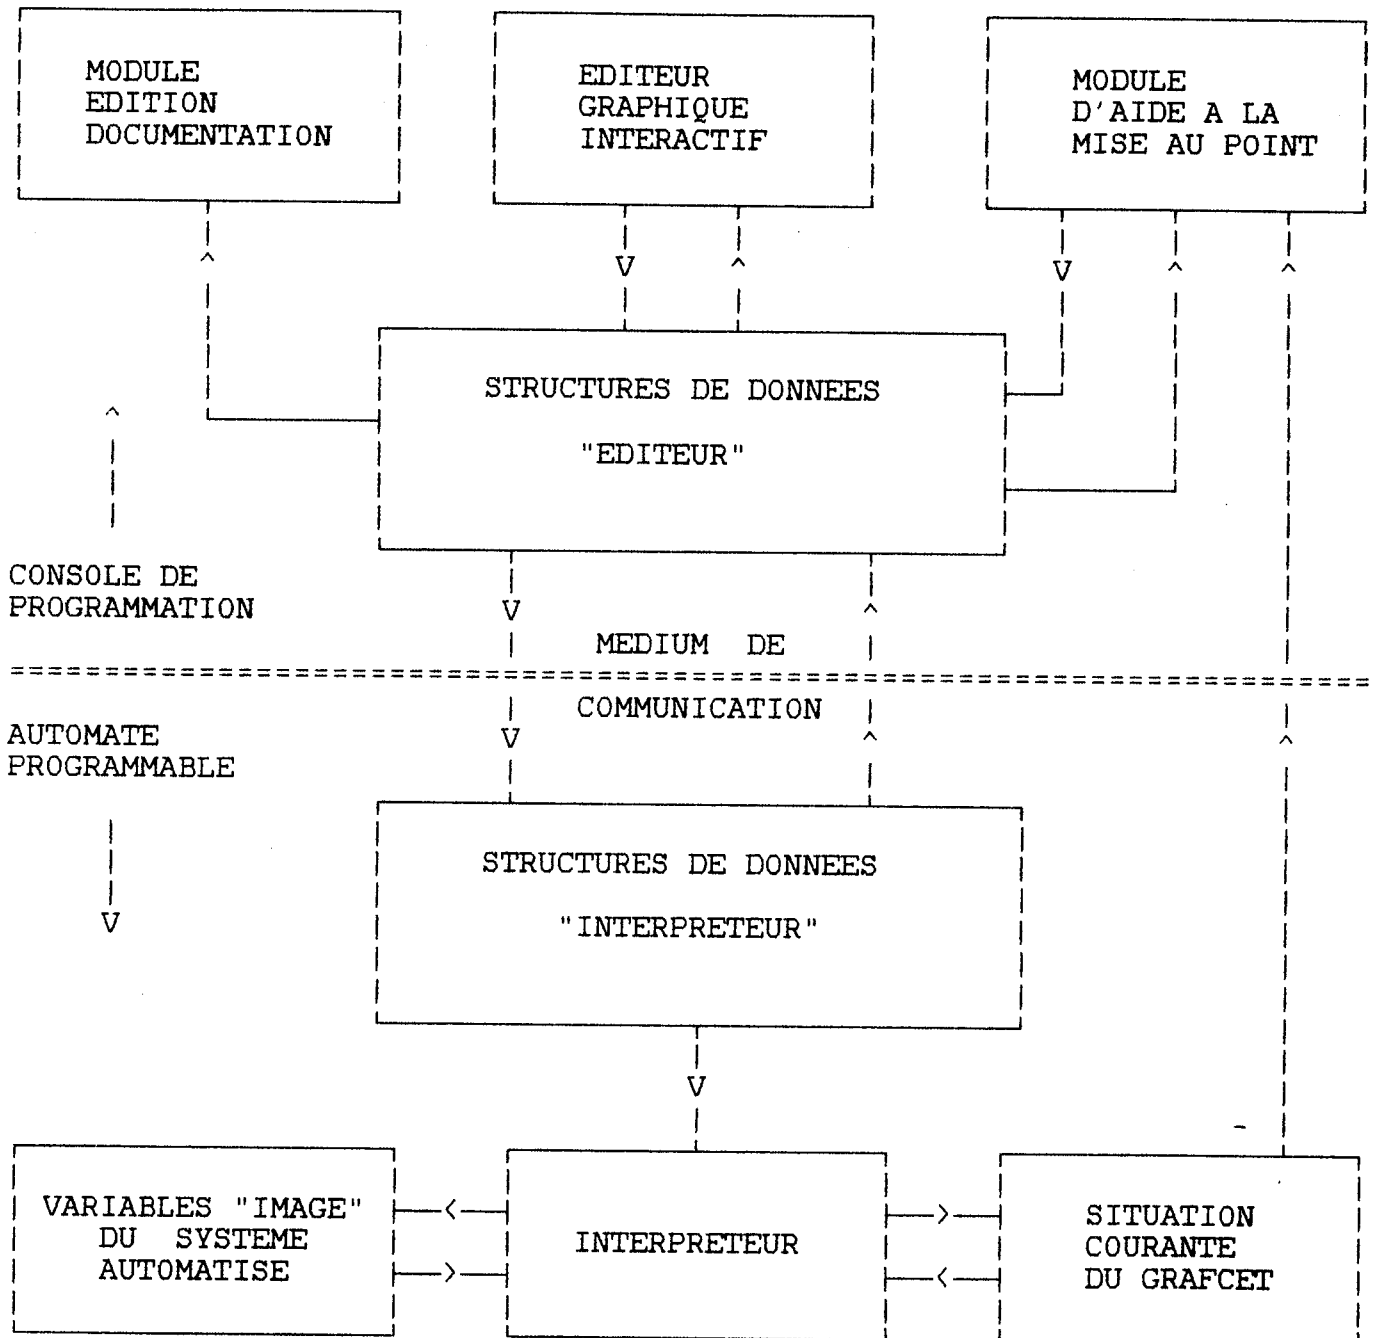 MODULE
EDITION
DOCUMENTATION
EDITEUR
GRAPHIQUE
INTERACTIF
MODULE
D'AIDE A LA
MISE AU POINT
STRUCTURES DE DONNEES
"EDITEUR"
CONSOLE DE
PROGRAMMATION
MEDIUM DE
COMMUNICATION
AUTOMATE
PROGRAMMABLE
STRUCTURES DE DONNEES
"INTERPRETEUR"
VARIABLES "IMAGE"
DU SYSTEME
AUTOMATISE
INTERPRETEUR
SITUATION
COURANTE
DU GRAFCET